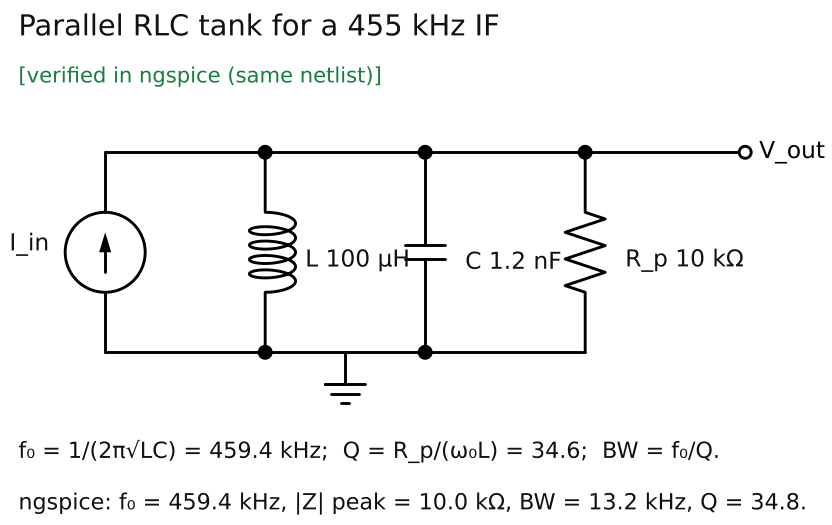 Parallel RLC tank for a 455 kHz IF
[verified in ngspice (same netlist)]
V_out
I_in
L 100 µH
C 1.2 nF
R_p 10 kΩ
f₀ = 1/(2π√LC) = 459.4 kHz;  Q = R_p/(ω₀L) = 34.6;  BW = f₀/Q.
ngspice: f₀ = 459.4 kHz, |Z| peak = 10.0 kΩ, BW = 13.2 kHz, Q = 34.8.